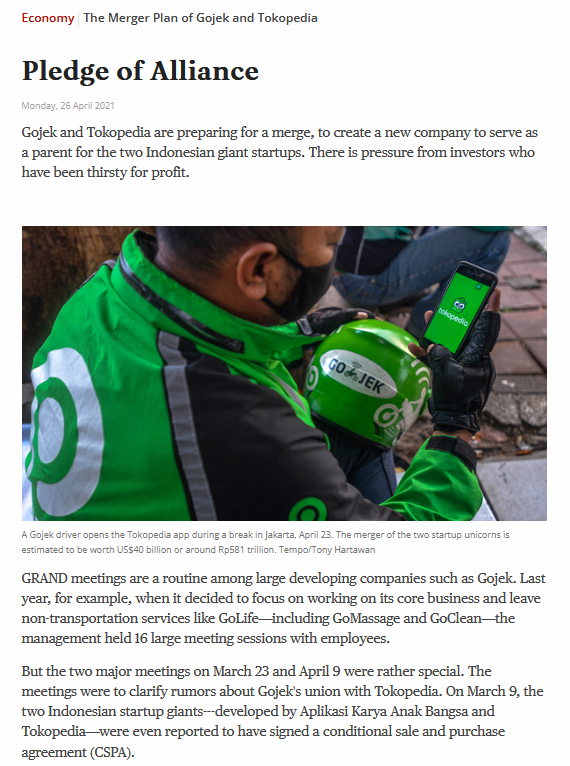 Economy | The Merger Plan of Gojek and Tokopedia
Pledge of Alliance
Monday, 26 April 2021
Gojek and Tokopedia are preparing for a merge, to create a new company to serve as
a parent for the two Indonesian giant startups. There is pressure from investors who
have been thirsty for profit.
tokopedia
GO JEK
A Gojek driver opens the Tokopedia app during a break in Jakarta, April 23. The merger of the two startup unicorns is
estimated to be worth US$40 billion or around Rp581 trillion. Tempo/Tony Hartawan
GRAND meetings are a routine among large developing companies such as Gojek. Last
year, for example, when it decided to focus on working on its core business and leave
non-transportation services like GoLife—including GoMassage and GoClean—the
management held 16 large meeting sessions with employees.
But the two major meetings on March 23 and April 9 were rather special. The
meetings were to clarify rumors about Gojek's union with Tokopedia. On March 9, the
two Indonesian startup giants---developed by Aplikasi Karya Anak Bangsa and
Tokopedia—were even reported to have signed a conditional sale and purchase
agreement (CSPA).